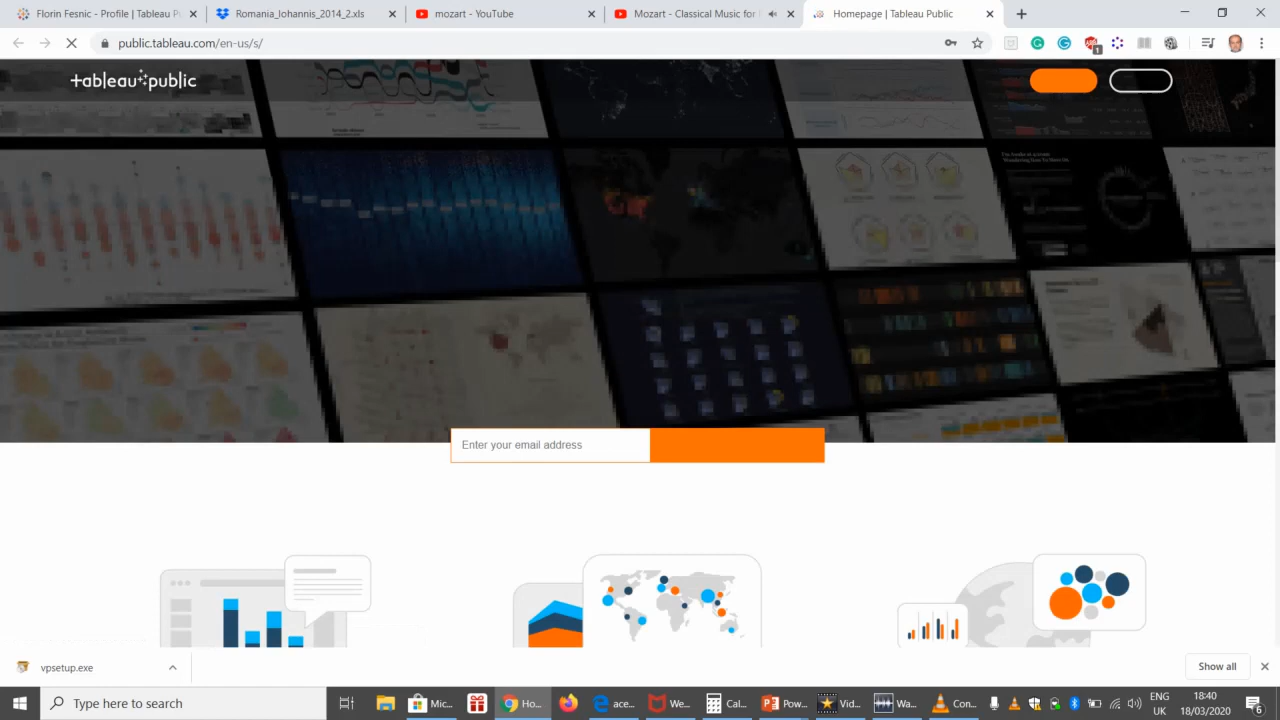 Florin Fesnic - Profile | Tableau P
Romania_Iohannis_2014_2.xls
mozart - YouTube
Mozart - Classical Music for
Homepage | Tableau Public
public.tableau.com/en-us/s/
1
tableau public
Enter your email address
vpsetup.exe
Show all
Type here to search
Mic...
Ho...
ace...
We...
Cal...
Pow...
Vid...
Wa...
Con...
ENG
UK
18:40
18/03/2020
6